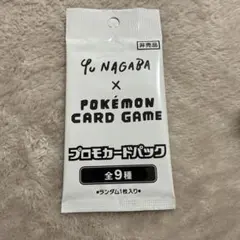 非売品
YU NAGABA
×
POKÉMON
CARD GAME
プロモカードパック
全9種
●ランダム1枚入り●